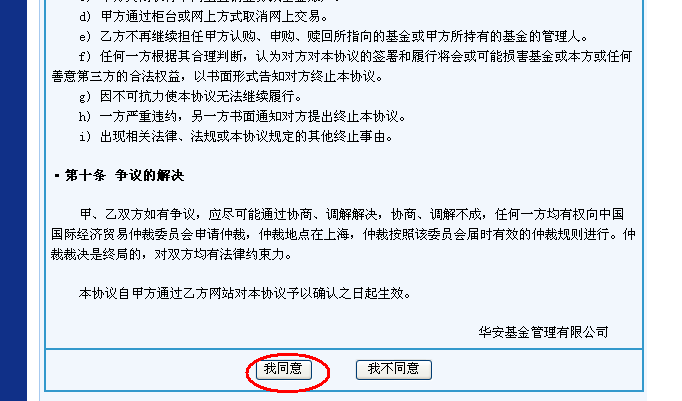 d) 甲方通过柜台或网上方式取消网上交易。
e) 乙方不再继续担任甲方认购、申购、赎回所指向的基金或甲方所持有的基金的管理人。
f) 任何一方根据其合理判断，认为对方对本协议的签署和履行将会或可能损害基金或本方或任何
善意第三方的合法权益，以书面形式告知对方终止本协议。
g) 因不可抗力使本协议无法继续履行。
h) 一方严重违约，另一方书面通知对方提出终止本协议。
i) 出现相关法律、法规或本协议规定的其他终止事由。
▪ 第十条 争议的解决
甲、乙双方如有争议，应尽可能通过协商、调解解决，协商、调解不成，任何一方均有权向中国
国际经济贸易仲裁委员会申请仲裁，仲裁地点在上海，仲裁按照该委员会届时有效的仲裁规则进行。仲
裁裁决是终局的，对双方均有法律约束力。
本协议自甲方通过乙方网站对本协议予以确认之日起生效。
华安基金管理有限公司
我同意 我不同意